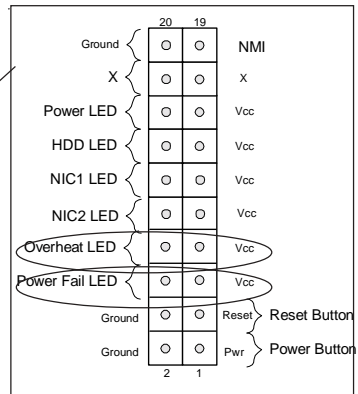 20 19
Ground NMI
X X
Power LED Vcc
HDD LED Vcc
NIC1 LED Vcc
NIC2 LED Vcc
Overheat LED Vcc
Power Fail LED Vcc
Ground Reset Reset Button
Ground Pwr Power Button
2 1